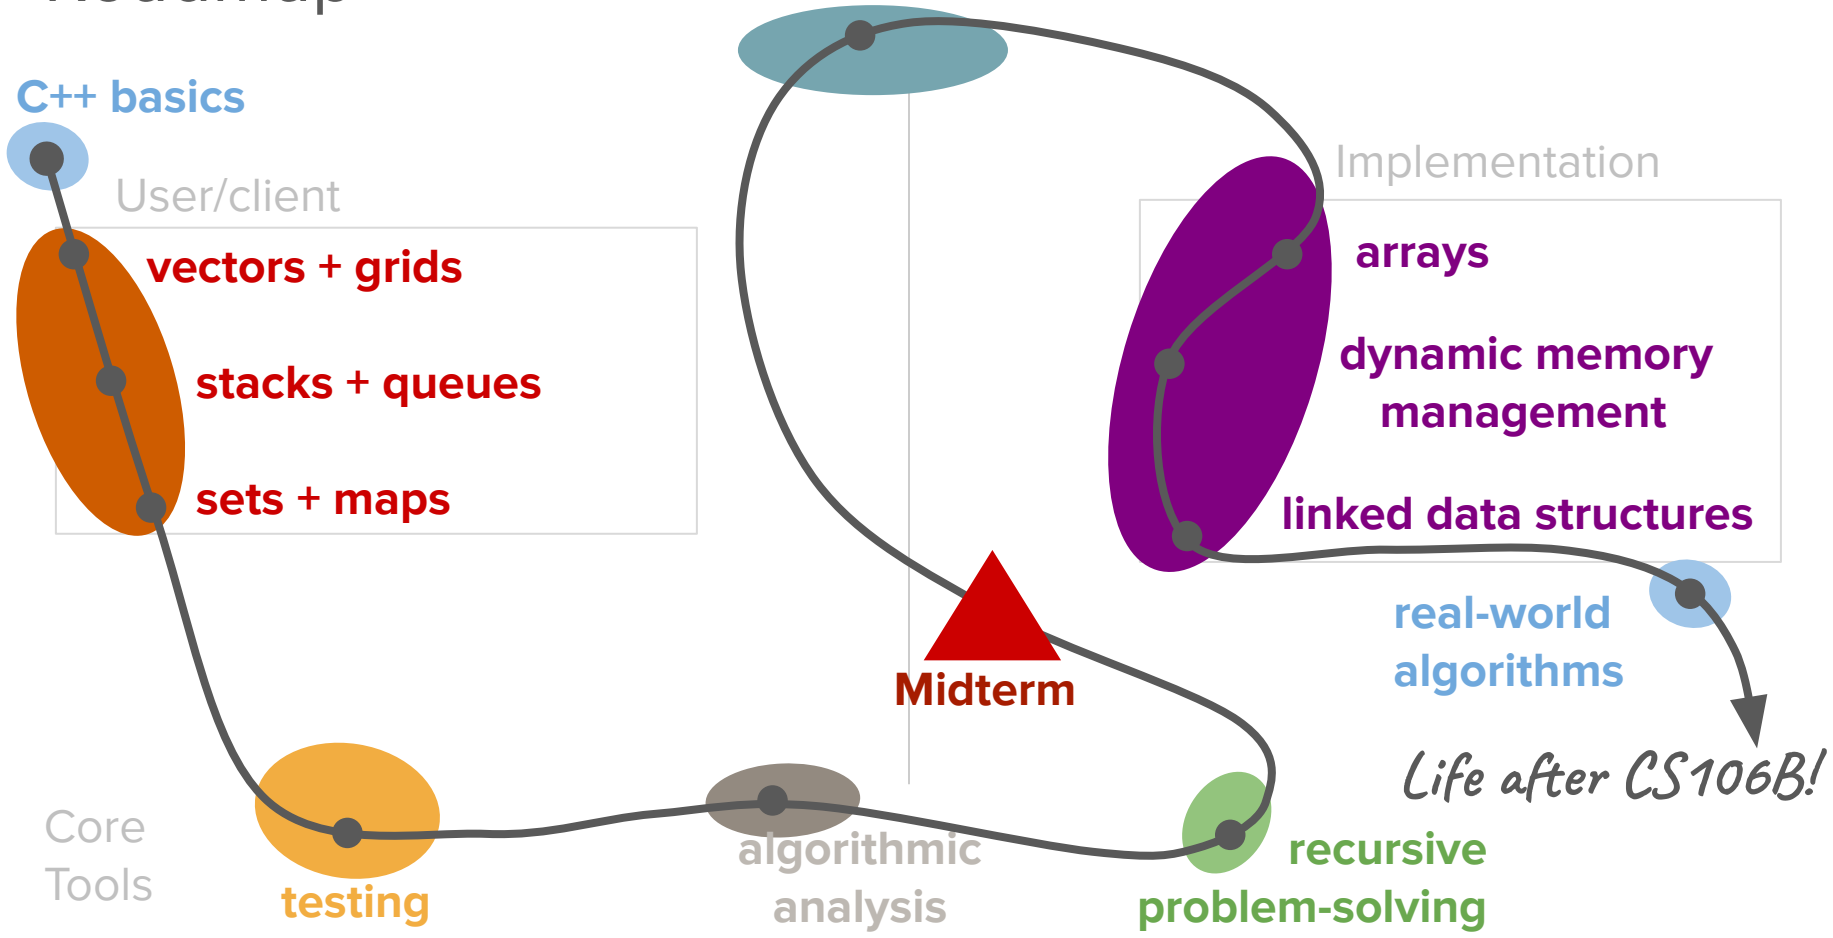 Roadmap
C++ basics
User/client
vectors + grids
stacks + queues
sets + maps
Implementation
arrays
dynamic memory
management
linked data structures
real-world
algorithms
Life after CS106B!
Midterm
Core
Tools
testing
algorithmic
analysis
recursive
problem-solving